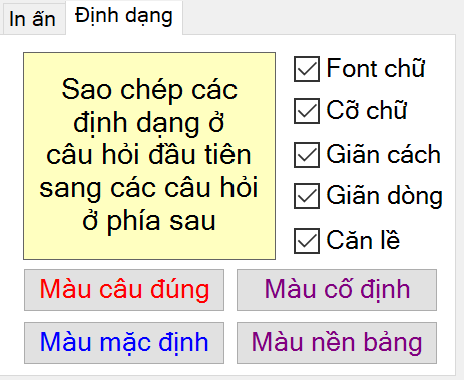 In ấn
Định dạng
Sao chép các
định dạng ở
câu hỏi đầu tiên
sang các câu hỏi
ở phía sau
Font chữ
Cỡ chữ
Giãn cách
Giãn dòng
Căn lề
Màu câu đúng
Màu cố định
Màu mặc định
Màu nền bảng